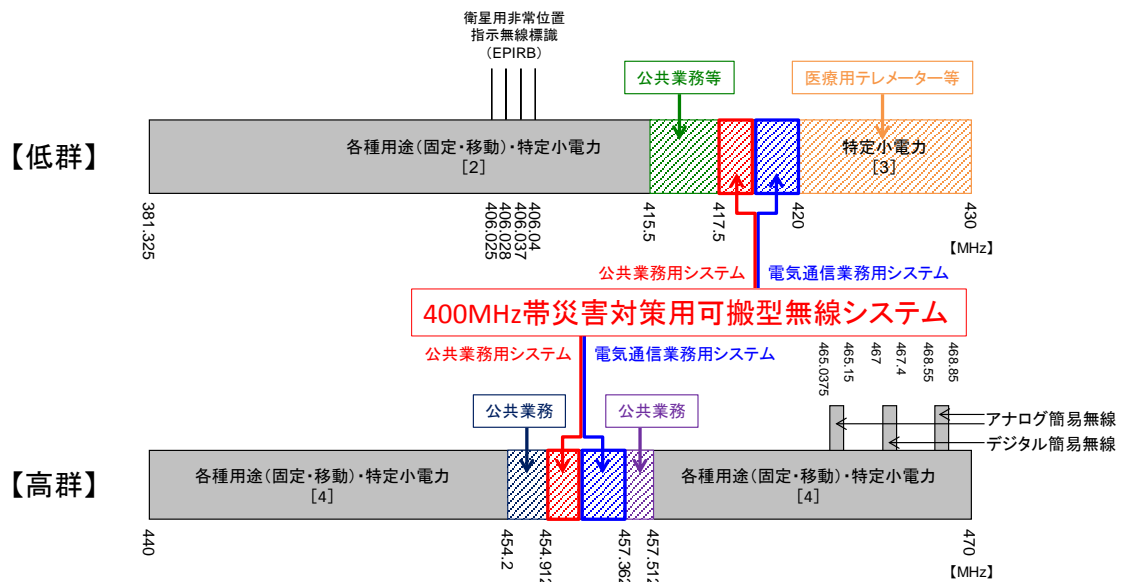 衛星用非常位置
指示無線標識
（EPIRB）
公共業務等
医療用テレメーター等
【低群】
各種用途（固定・移動）・特定小電力
[2]
特定小電力
[3]
381.325
406.025
406.028
406.037
406.04
415.5
417.5
420
430
【MHz】
公共業務用システム
電気通信業務用システム
400MHz帯災害対策用可搬型無線システム
公共業務用システム
電気通信業務用システム
465.0375
465.15
467
467.4
468.55
468.85
公共業務
公共業務
アナログ簡易無線
デジタル簡易無線
【高群】
各種用途（固定・移動）・特定小電力
[4]
各種用途（固定・移動）・特定小電力
[4]
440
454.2
454.912
457.362
457.512
470
【MHz】